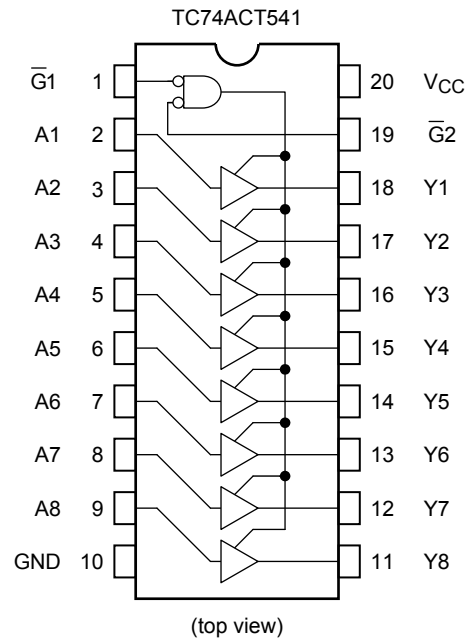 TC74ACT541
G̅1 1 20 VCC
A1 2 19 G̅2
A2 3 18 Y1
A3 4 17 Y2
A4 5 16 Y3
A5 6 15 Y4
A6 7 14 Y5
A7 8 13 Y6
A8 9 12 Y7
GND 10 11 Y8
(top view)